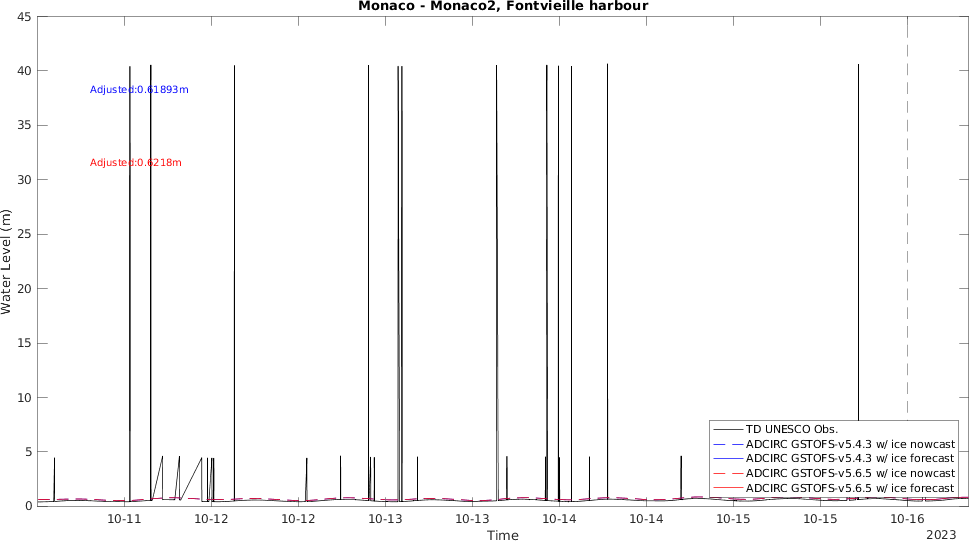 Monaco - Monaco2, Fontvieille harbour
45
40
35
30
25
20
15
10
5
0
Water Level (m)
Adjusted:0.61893m
Adjusted:0.6218m
TD UNESCO Obs.
ADCIRC GSTOFS-v5.4.3 w/ ice nowcast
ADCIRC GSTOFS-v5.4.3 w/ ice forecast
ADCIRC GSTOFS-v5.6.5 w/ ice nowcast
ADCIRC GSTOFS-v5.6.5 w/ ice forecast
10-11 10-12 10-12 10-13 10-13 10-14 10-14 10-15 10-15 10-16
Time
2023